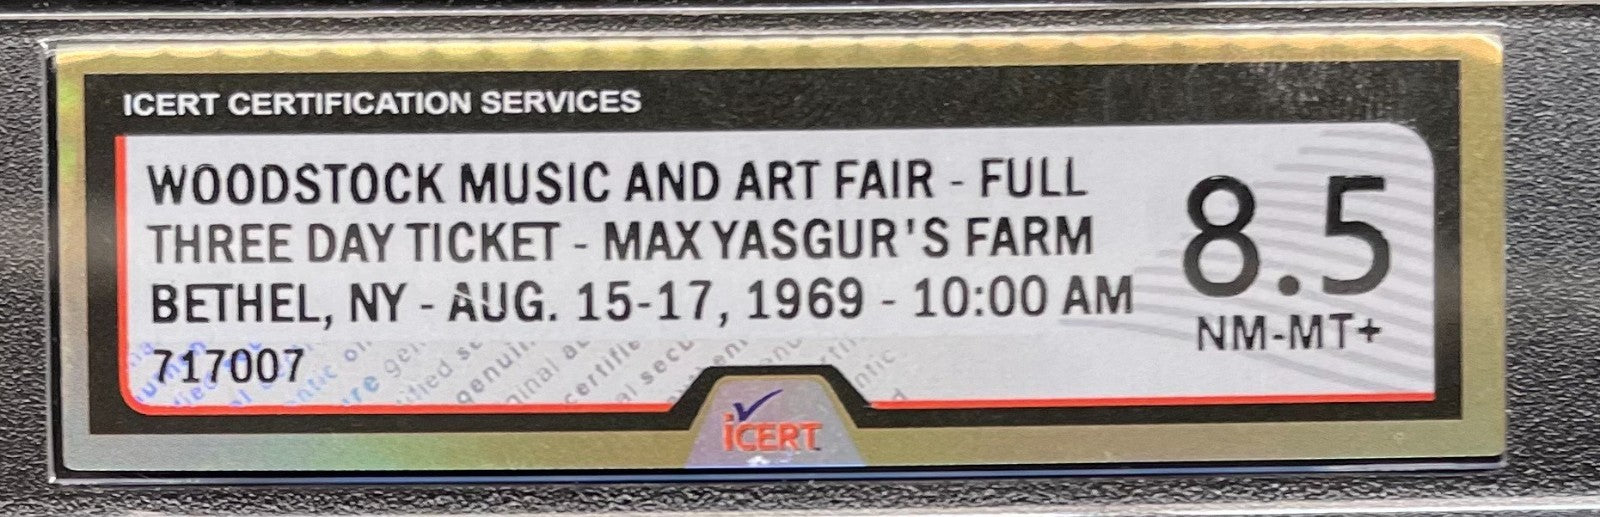 ICERT CERTIFICATION SERVICES
WOODSTOCK MUSIC AND ART FAIR - FULL
THREE DAY TICKET - MAX YASGUR'S FARM
BETHEL, NY - AUG. 15-17, 1969 - 10:00 AM
717007
8.5
NM-MT+
iCERT